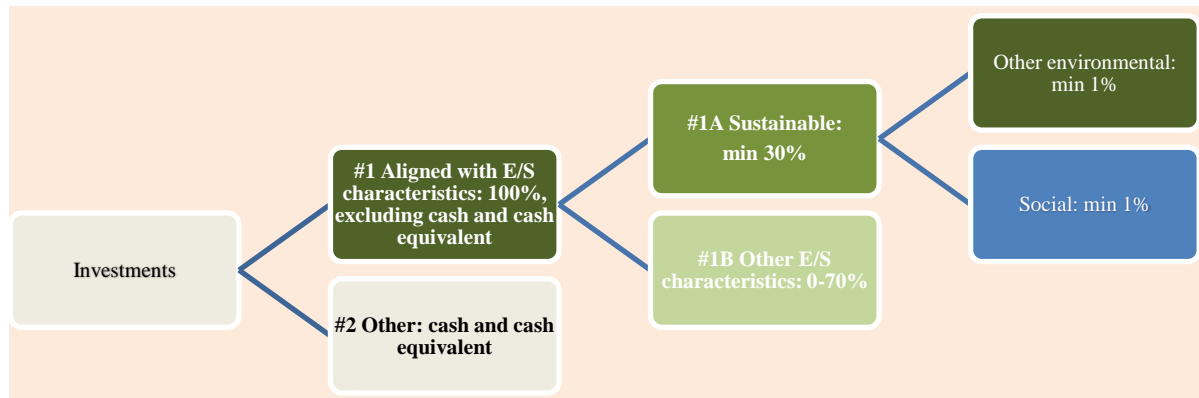 Investments
#1 Aligned with E/S
characteristics: 100%,
excluding cash and cash
equivalent
#2 Other: cash and cash
equivalent
#1A Sustainable:
min 30%
#1B Other E/S
characteristics: 0-70%
Other environmental:
min 1%
Social: min 1%